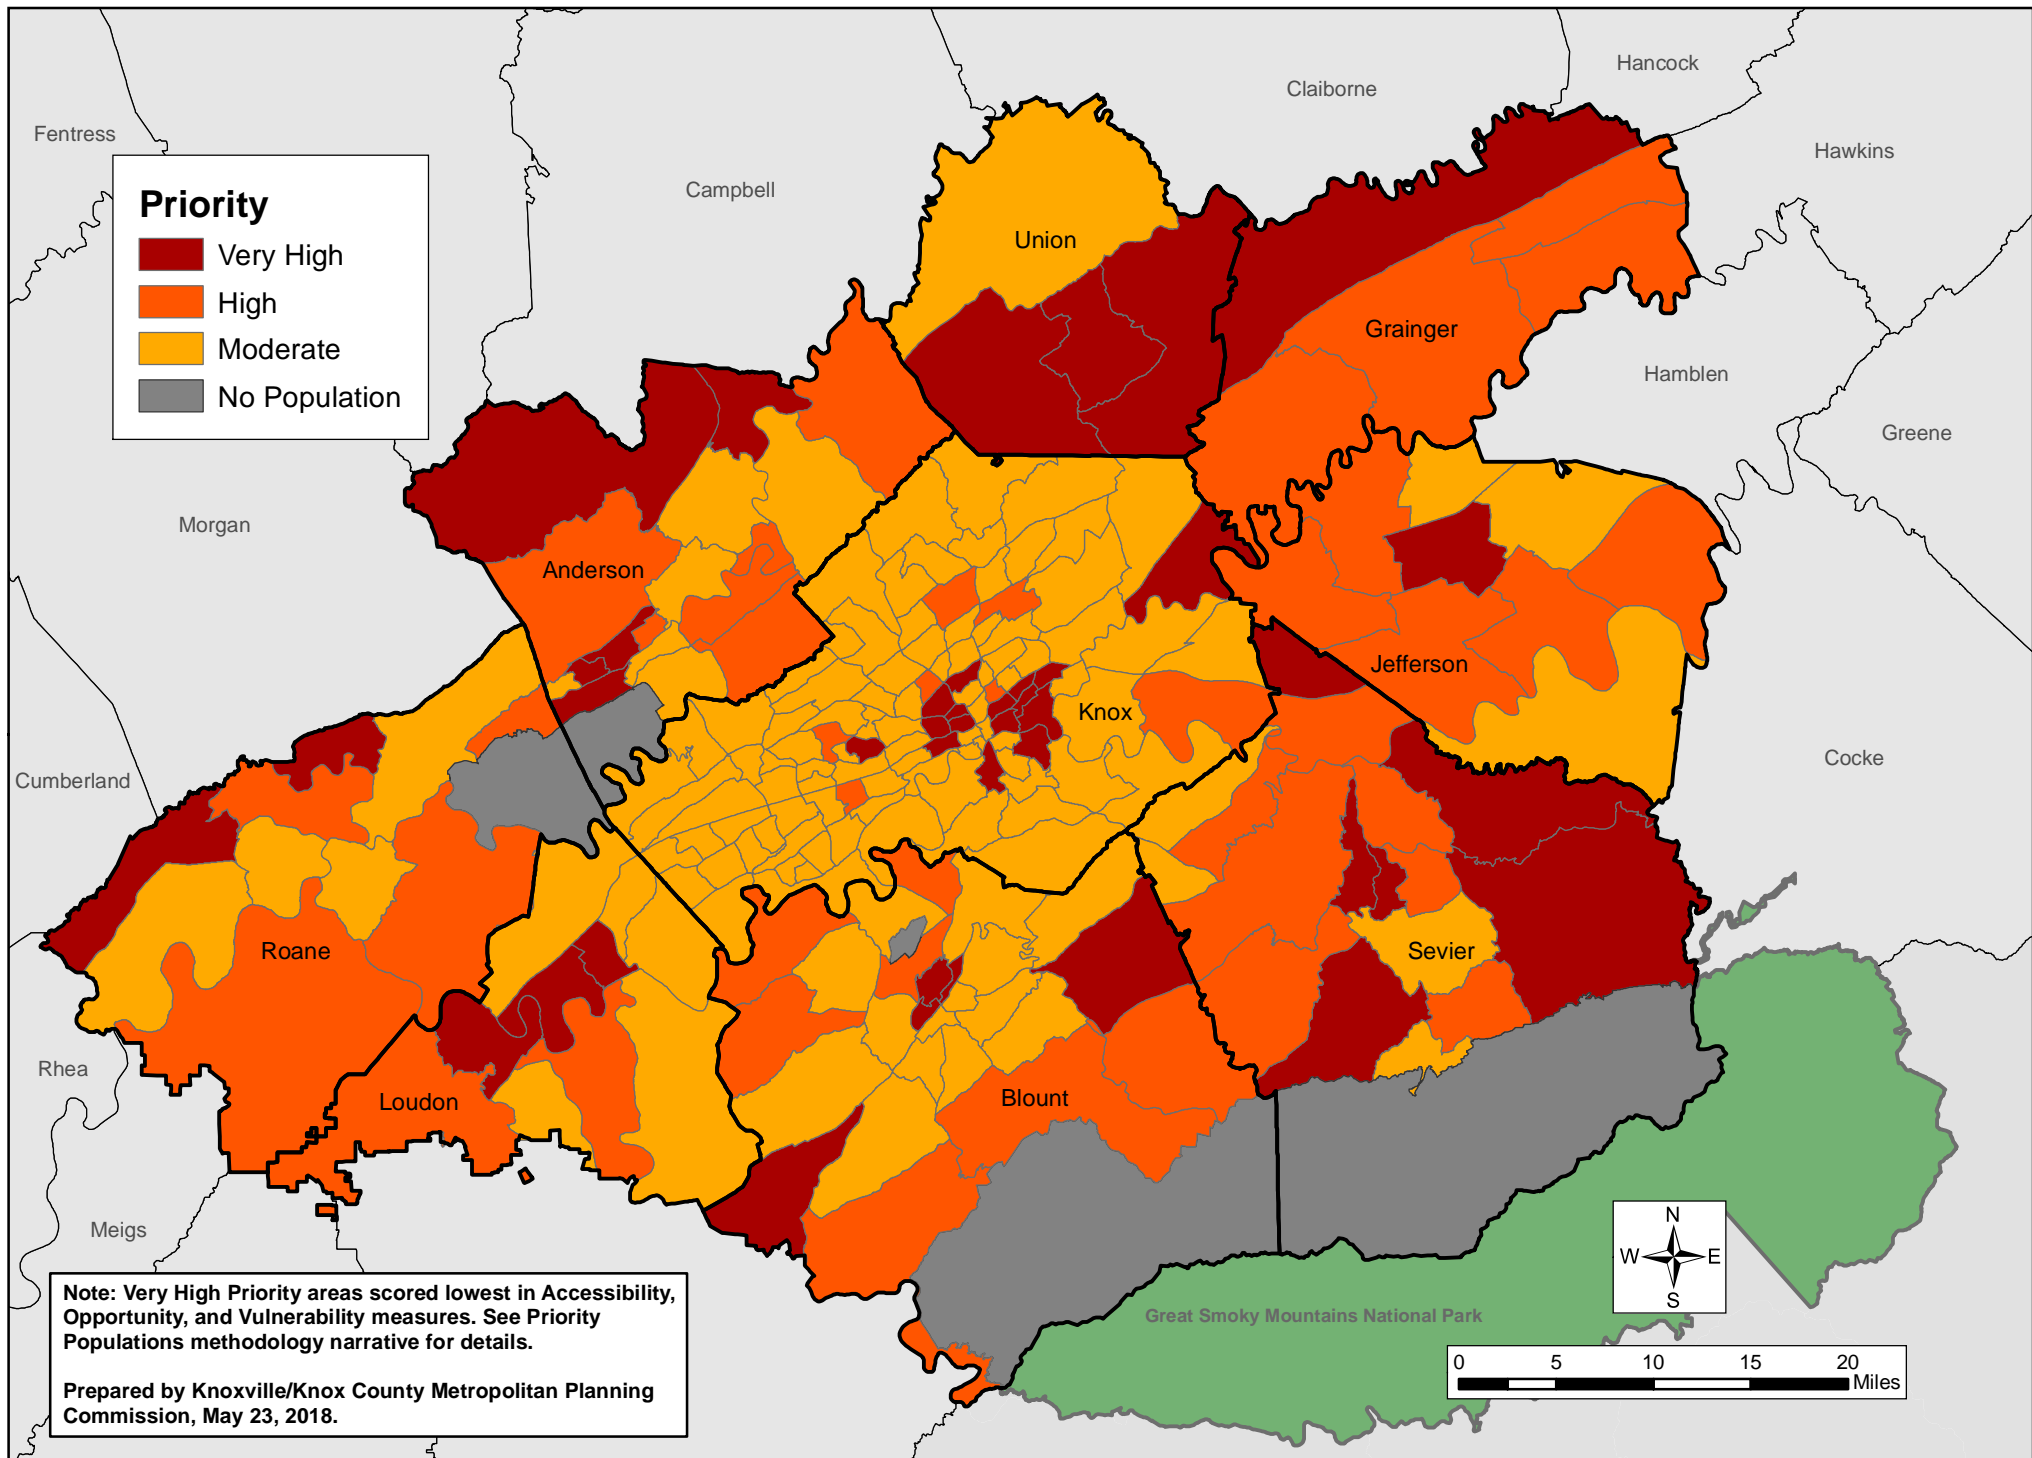 Hancock
Claiborne
Fentress
Hawkins
Campbell
Priority
Very High
High
Moderate
No Population
Union
Grainger
Hamblen
Greene
Morgan
Anderson
Jefferson
Knox
Cocke
Cumberland
Roane
Sevier
Rhea
Loudon
Blount
Meigs
N
W E
S
Great Smoky Mountains National Park
Note: Very High Priority areas scored lowest in Accessibility,
Opportunity, and Vulnerability measures. See Priority
Populations methodology narrative for details.
Prepared by Knoxville/Knox County Metropolitan Planning
Commission, May 23, 2018.
0 5 10 15 20
Miles